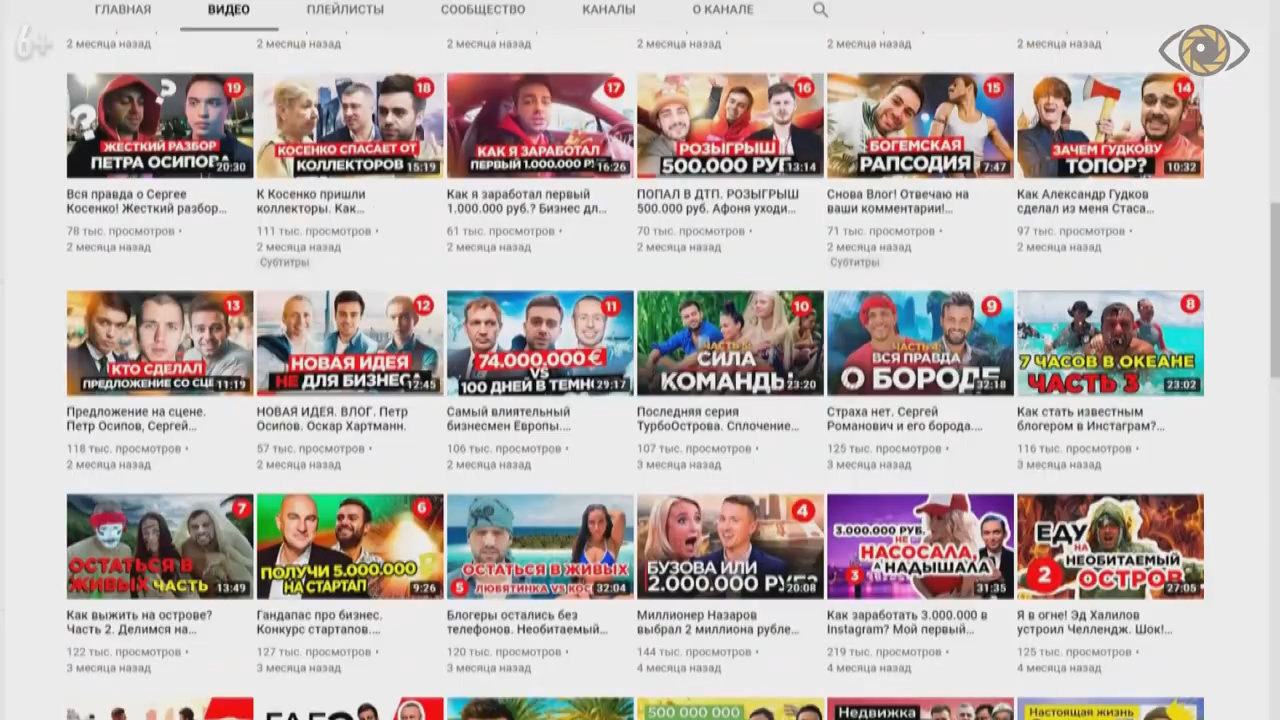 ГЛАВНАЯ ВИДЕО ПЛЕЙЛИСТЫ СООБЩЕСТВО КАНАЛЫ О КАНАЛЕ
6+
2 месяца назад 2 месяца назад 2 месяца назад 2 месяца назад 2 месяца назад 2 месяца назад
19
ЖЕСТКИЙ РАЗБОР
ПЕТРА ОСИПОВА
20:30
18
КОСЕНКО СПАСАЕТ ОТ
КОЛЛЕКТОРОВ
15:19
17
КАК Я ЗАРАБОТАЛ
ПЕРВЫЙ 1.000.000
16:26
16
РОЗЫГРЫШ
500.000 РУБ
13:14
15
БОГЕМСКАЯ
РАПСОДИЯ
7:47
14
ЗАЧЕМ ГУДКОВУ
ТОПОР?
10:32
Вся правда о Сергее
Косенко! Жесткий разбор...
78 тыс. просмотров •
2 месяца назад
К Косенко пришли
коллекторы. Как...
111 тыс. просмотров •
2 месяца назад
Субтитры
Как я заработал первый
1.000.000 руб.? Бизнес дл...
61 тыс. просмотров •
2 месяца назад
ПОПАЛ В ДТП. РОЗЫГРЫШ
500.000 руб. Афоня уходи...
70 тыс. просмотров •
2 месяца назад
Снова Влог! Отвечаю на
ваши комментарии!...
71 тыс. просмотров •
2 месяца назад
Субтитры
Как Александр Гудков
сделал из меня Стаса...
97 тыс. просмотров •
2 месяца назад
13
КТО СДЕЛАЛ
ПРЕДЛОЖЕНИЕ СО СЦЕ
11:19
12
НОВАЯ ИДЕЯ
НЕ ДЛЯ БИЗНЕСА
12:45
11
74.000.000 €
VS
100 ДНЕЙ В ТЕМН
29:17
10
СИЛА
КОМАНДЫ
23:20
9
ЧАСТЬ 4:
ВСЯ ПРАВДА
О БОРОДЕ
32:18
8
7 ЧАСОВ В ОКЕАНЕ
ЧАСТЬ 3
23:02
Предложение на сцене.
Петр Осипов, Сергей...
118 тыс. просмотров •
2 месяца назад
НОВАЯ ИДЕЯ. ВЛОГ. Петр
Осипов. Оскар Хартманн.
57 тыс. просмотров •
2 месяца назад
Самый влиятельный
бизнесмен Европы....
106 тыс. просмотров •
2 месяца назад
Последняя серия
ТурбоОстрова. Сплочение...
107 тыс. просмотров •
3 месяца назад
Страха нет. Сергей
Романович и его борода....
125 тыс. просмотров •
3 месяца назад
Как стать известным
блогером в Инстаграм?...
116 тыс. просмотров •
3 месяца назад
7
ОСТАТЬСЯ В
ЖИВЫХ ЧАСТЬ
13:49
6
ПОЛУЧИ 5.000.000
НА СТАРТАП
9:26
ОСТАТЬСЯ В ЖИВЫХ
5
ЛЮБЯТИНКА VS КОС
32:04
4
БУЗОВА ИЛИ
2.000.000 РУБ?
20:08
3.000.000 РУБ.
НЕ
НАСОСАЛА,
А НАДЫШАЛА
3
31:35
ЕДУ
НА
НЕОБИТАЕМЫЙ
ОСТРОВ
2
27:05
Как выжить на острове?
Часть 2. Делимся на...
122 тыс. просмотров •
3 месяца назад
Гандапас про бизнес.
Конкурс стартапов....
127 тыс. просмотров •
3 месяца назад
Блогеры остались без
телефонов. Необитаемый...
120 тыс. просмотров •
3 месяца назад
Миллионер Назаров
выбрал 2 миллиона рубле...
144 тыс. просмотров •
4 месяца назад
Как заработать 3.000.000 в
Instagram? Мой первый...
219 тыс. просмотров •
4 месяца назад
Я в огне! Эд Халилов
устроил Челлендж. Шок!...
125 тыс. просмотров •
4 месяца назад
500 000 000
Недвижка
Настоящая жизнь